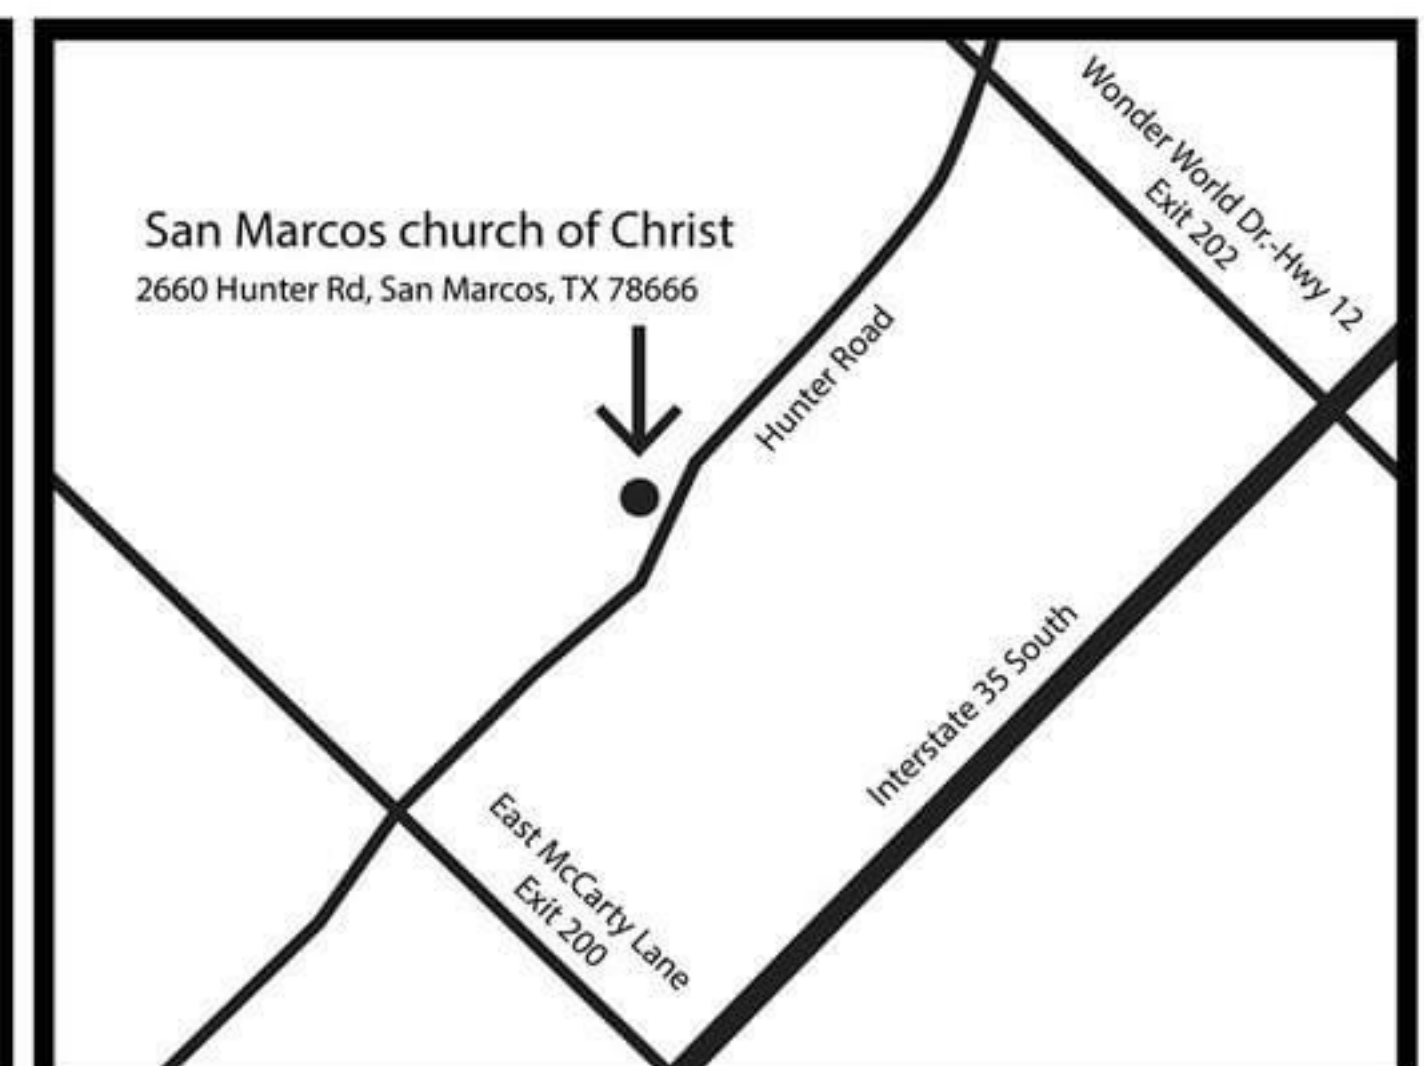 San Marcos church of Christ
2660 Hunter Rd, San Marcos, TX 78666
Wonder World Dr.-Hwy 12
Exit 202
Hunter Road
Interstate 35 South
East McCarty Lane
Exit 200